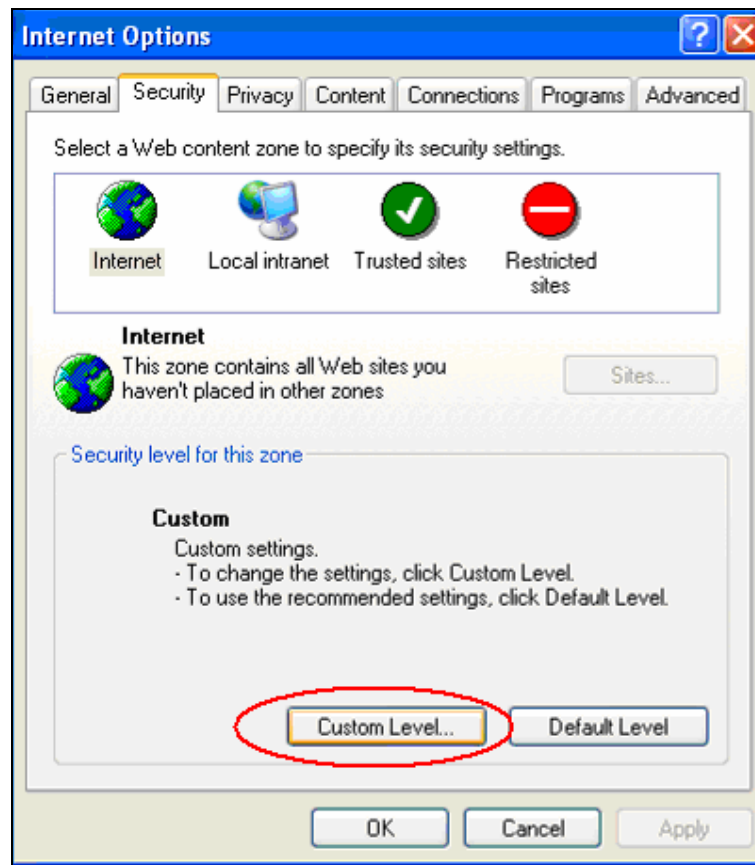 Internet Options
General Security Privacy Content Connections Programs Advanced
Select a Web content zone to specify its security settings.
Internet Local intranet Trusted sites Restricted
sites
Internet
This zone contains all Web sites you
haven't placed in other zones
Sites...
Security level for this zone
Custom
Custom settings.
- To change the settings, click Custom Level.
- To use the recommended settings, click Default Level.
Custom Level... Default Level
OK Cancel Apply